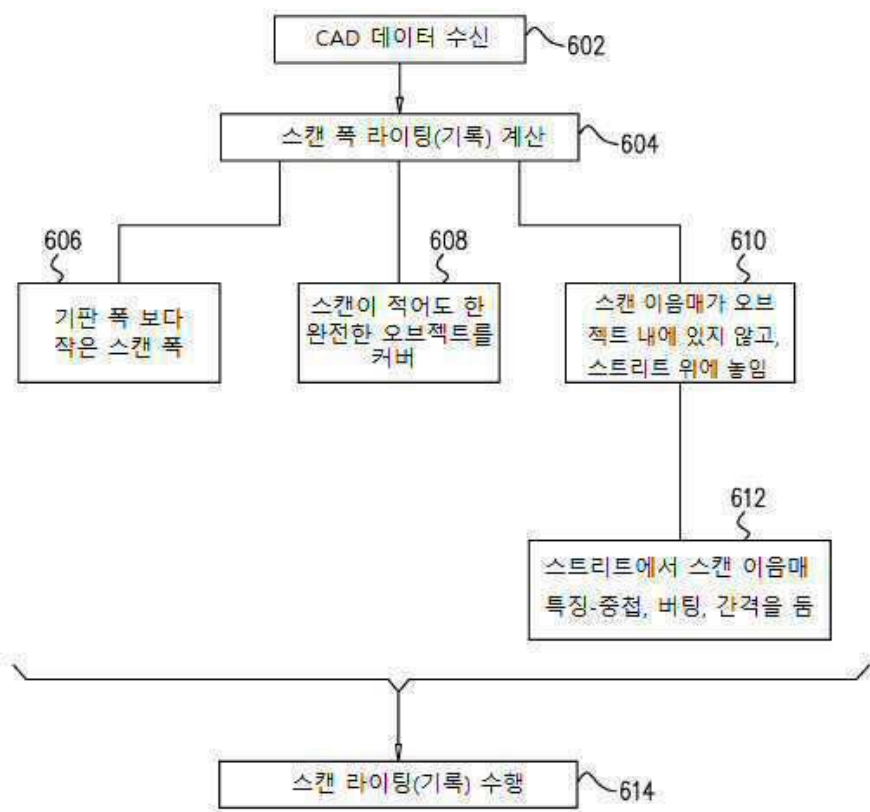 CAD 데이터 수신
602
스캔 폭 라이팅(기록) 계산
604
606
기판 폭 보다
작은 스캔 폭
608
스캔이 적어도 한
완전한 오브젝트를
커버
610
스캔 이음매가 오브
젝트 내에 있지 않고,
스트리트 위에 놓임
612
스트리트에서 스캔 이음매
특징-중첩, 버팅, 간격을 둠
스캔 라이팅(기록) 수행
614